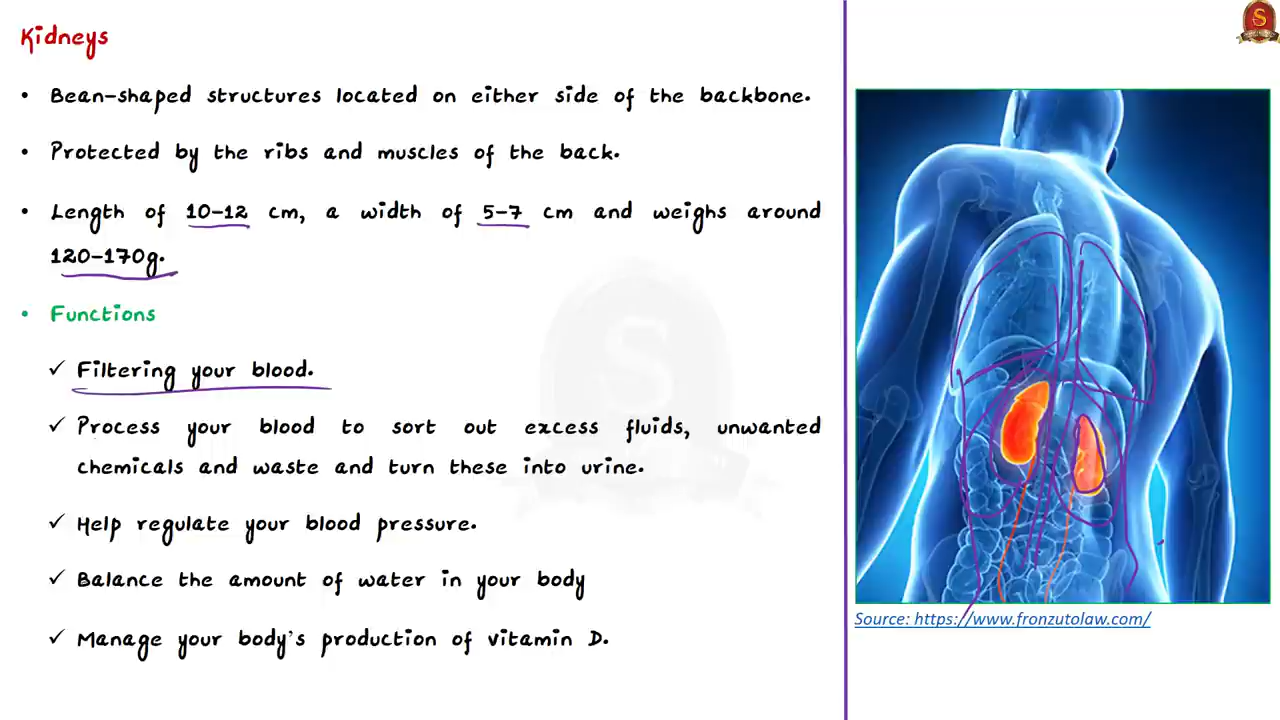 Kidneys
• Bean-shaped structures located on either side of the backbone.
• Protected by the ribs and muscles of the back.
• Length of 10-12 cm, a width of 5-7 cm and weighs around
120-170g.
• Functions
✓ Filtering your blood.
✓ Process your blood to sort out excess fluids, unwanted
chemicals and waste and turn these into urine.
✓ Help regulate your blood pressure.
✓ Balance the amount of water in your body
✓ Manage your body's production of vitamin D.
S
S
Source: https://www.fronzutolaw.com/